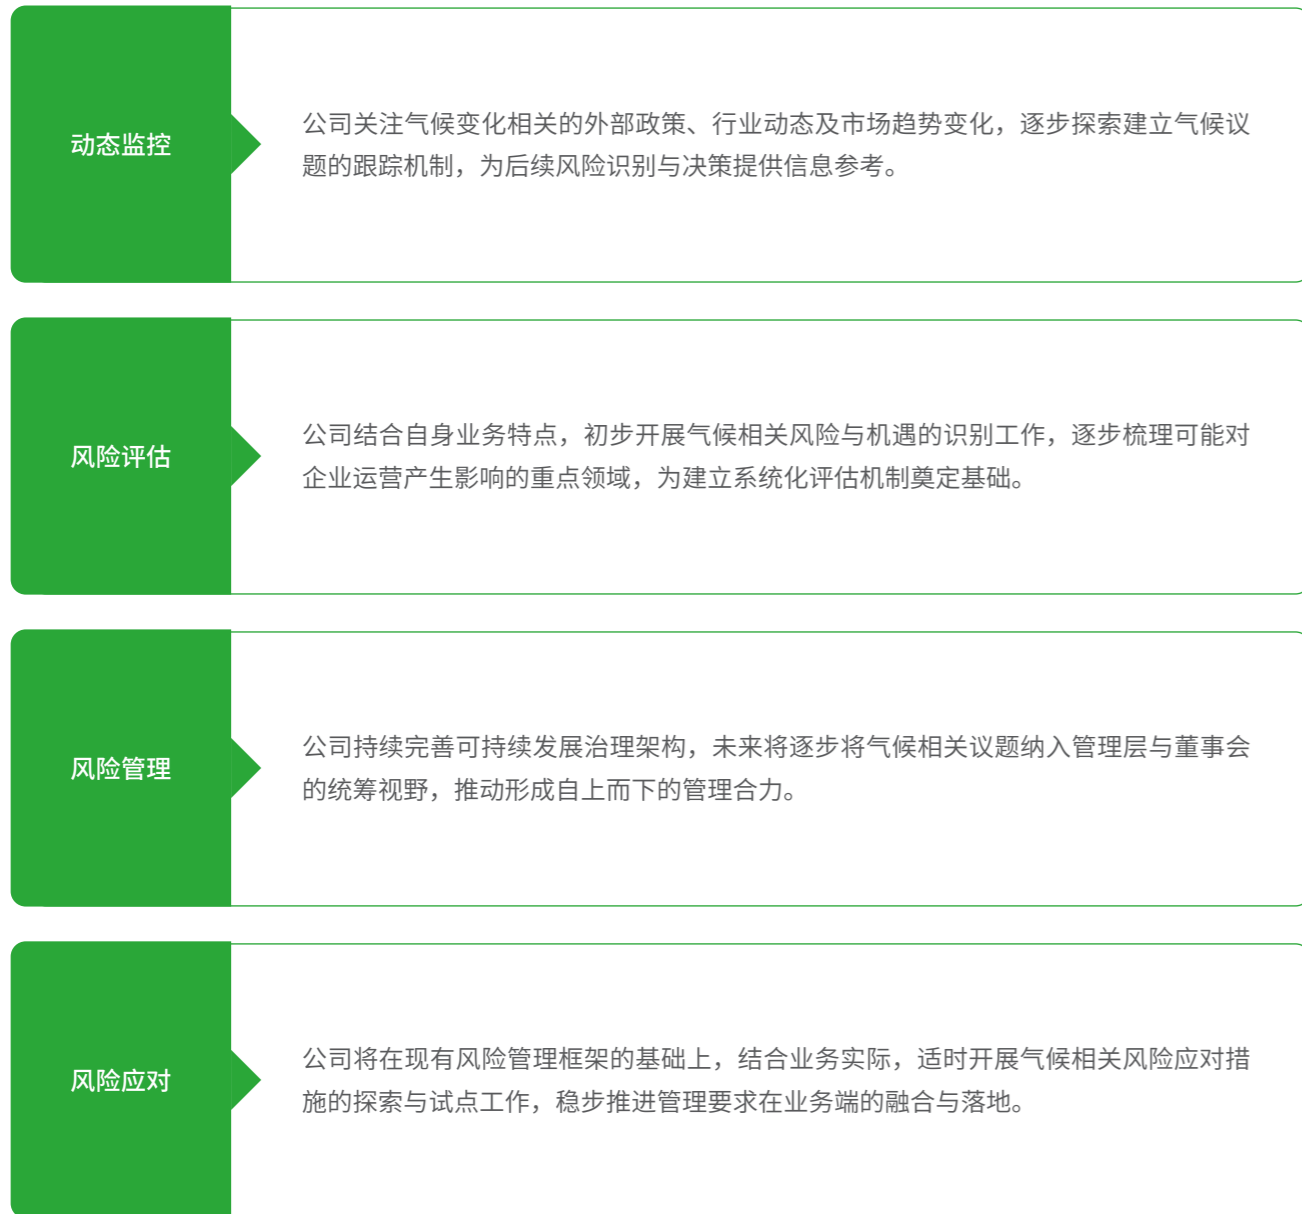 动态监控
公司关注气候变化相关的外部政策、行业动态及市场趋势变化，逐步探索建立气候议
题的跟踪机制，为后续风险识别与决策提供信息参考。
风险评估
公司结合自身业务特点，初步开展气候相关风险与机遇的识别工作，逐步梳理可能对
企业运营产生影响的重点领域，为建立系统化评估机制奠定基础。
风险管理
公司持续完善可持续发展治理架构，未来将逐步将气候相关议题纳入管理层与董事会
的统筹视野，推动形成自上而下的管理合力。
风险应对
公司将在现有风险管理框架的基础上，结合业务实际，适时开展气候相关风险应对措
施的探索与试点工作，稳步推进管理要求在业务端的融合与落地。